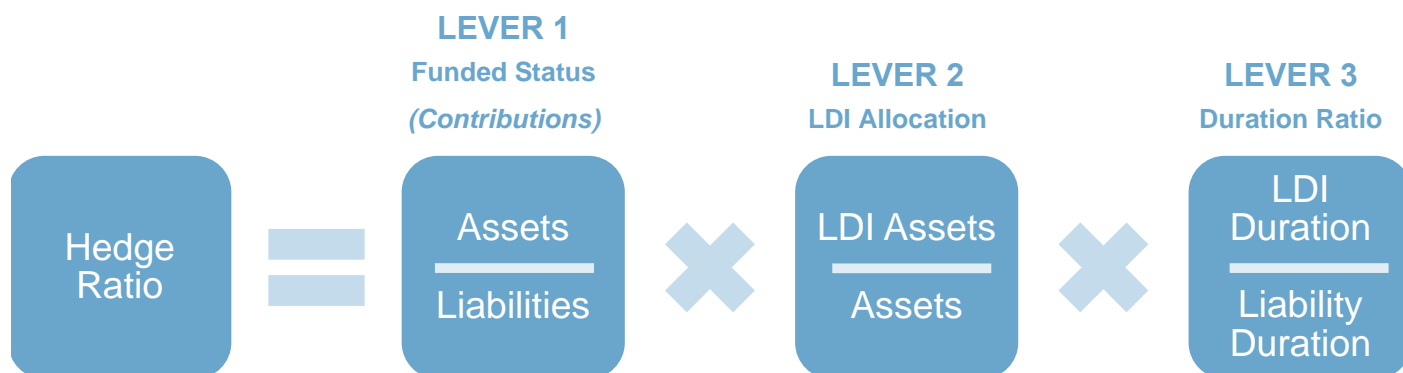 LEVER 1
Funded Status
(Contributions)
LEVER 2
LDI Allocation
LEVER 3
Duration Ratio
Hedge
Ratio
Assets
Liabilities
LDI Assets
Assets
LDI
Duration
Liability
Duration